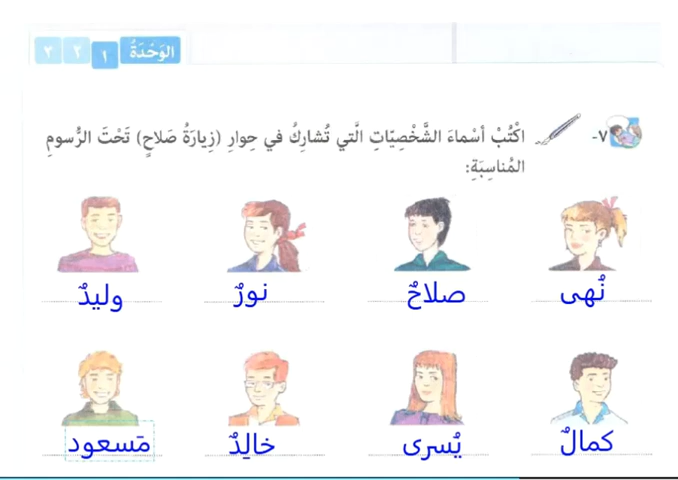 الوَحْدَةُ ١ ٢ ٣
٧- اكْتُبْ أسْماءَ الشَّخْصِيّاتِ الَّتي تُشارِكُ في حِوارِ (زِيارَةُ صَلاحٍ) تَحْتَ الرُّسومِ
المُناسِبَةِ:
نُهى صلاحٌ نورٌ وليدٌ
كمالٌ يُسرى خالِدٌ مَسعود